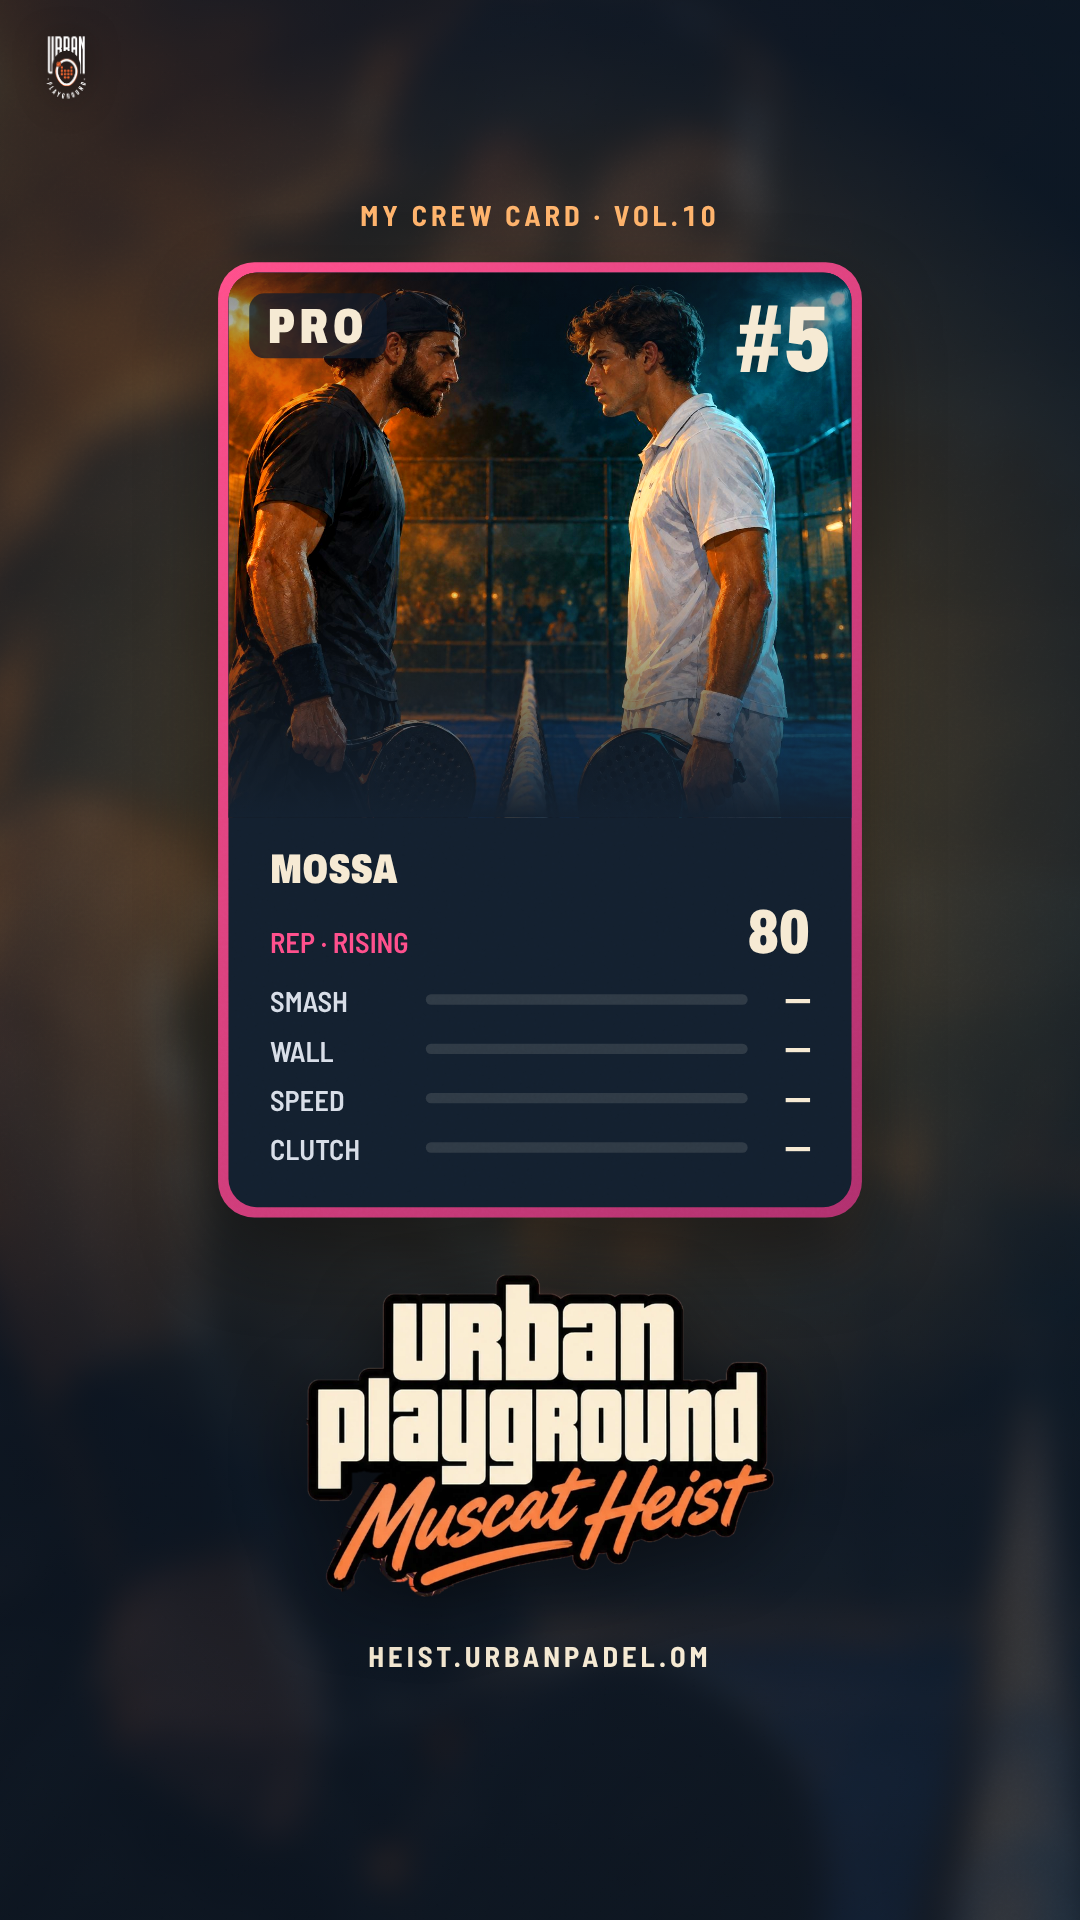 URBAN
PLAYGROUND
MY CREW CARD · VOL.10
PRO
#5
MOSSA
REP · RISING
80
SMASH —
WALL —
SPEED —
CLUTCH —
urban
playground
Muscat Heist
HEIST.URBANPADEL.OM